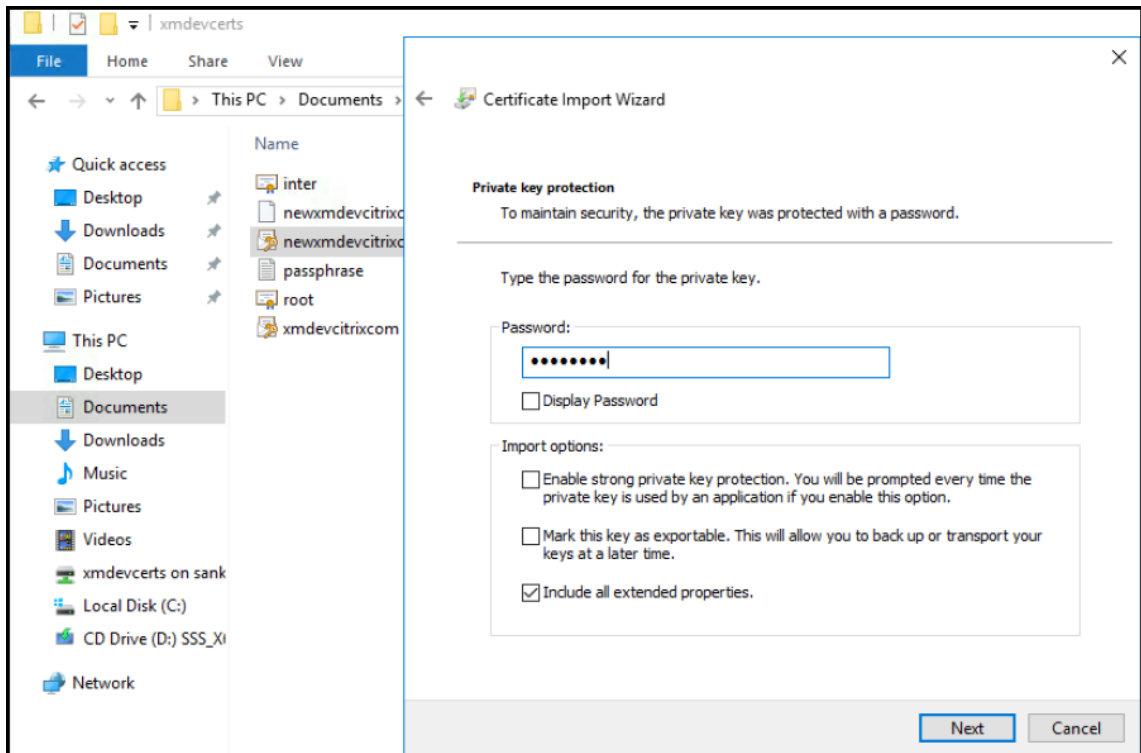 xmdevcerts
File Home Share View
This PC > Documents >
Name
Quick access
Desktop
Downloads
Documents
Pictures
This PC
Desktop
Documents
Downloads
Music
Pictures
Videos
xmdevcerts on sank
Local Disk (C:)
CD Drive (D:) SSS_X
Network
inter
newxmdevcitrixc
newxmdevcitrixc
passphrase
root
xmdevcitrixcom
Certificate Import Wizard
Private key protection
To maintain security, the private key was protected with a password.
Type the password for the private key.
Password:
••••••••
Display Password
Import options:
Enable strong private key protection. You will be prompted every time the
private key is used by an application if you enable this option.
Mark this key as exportable. This will allow you to back up or transport your
keys at a later time.
Include all extended properties.
Next Cancel